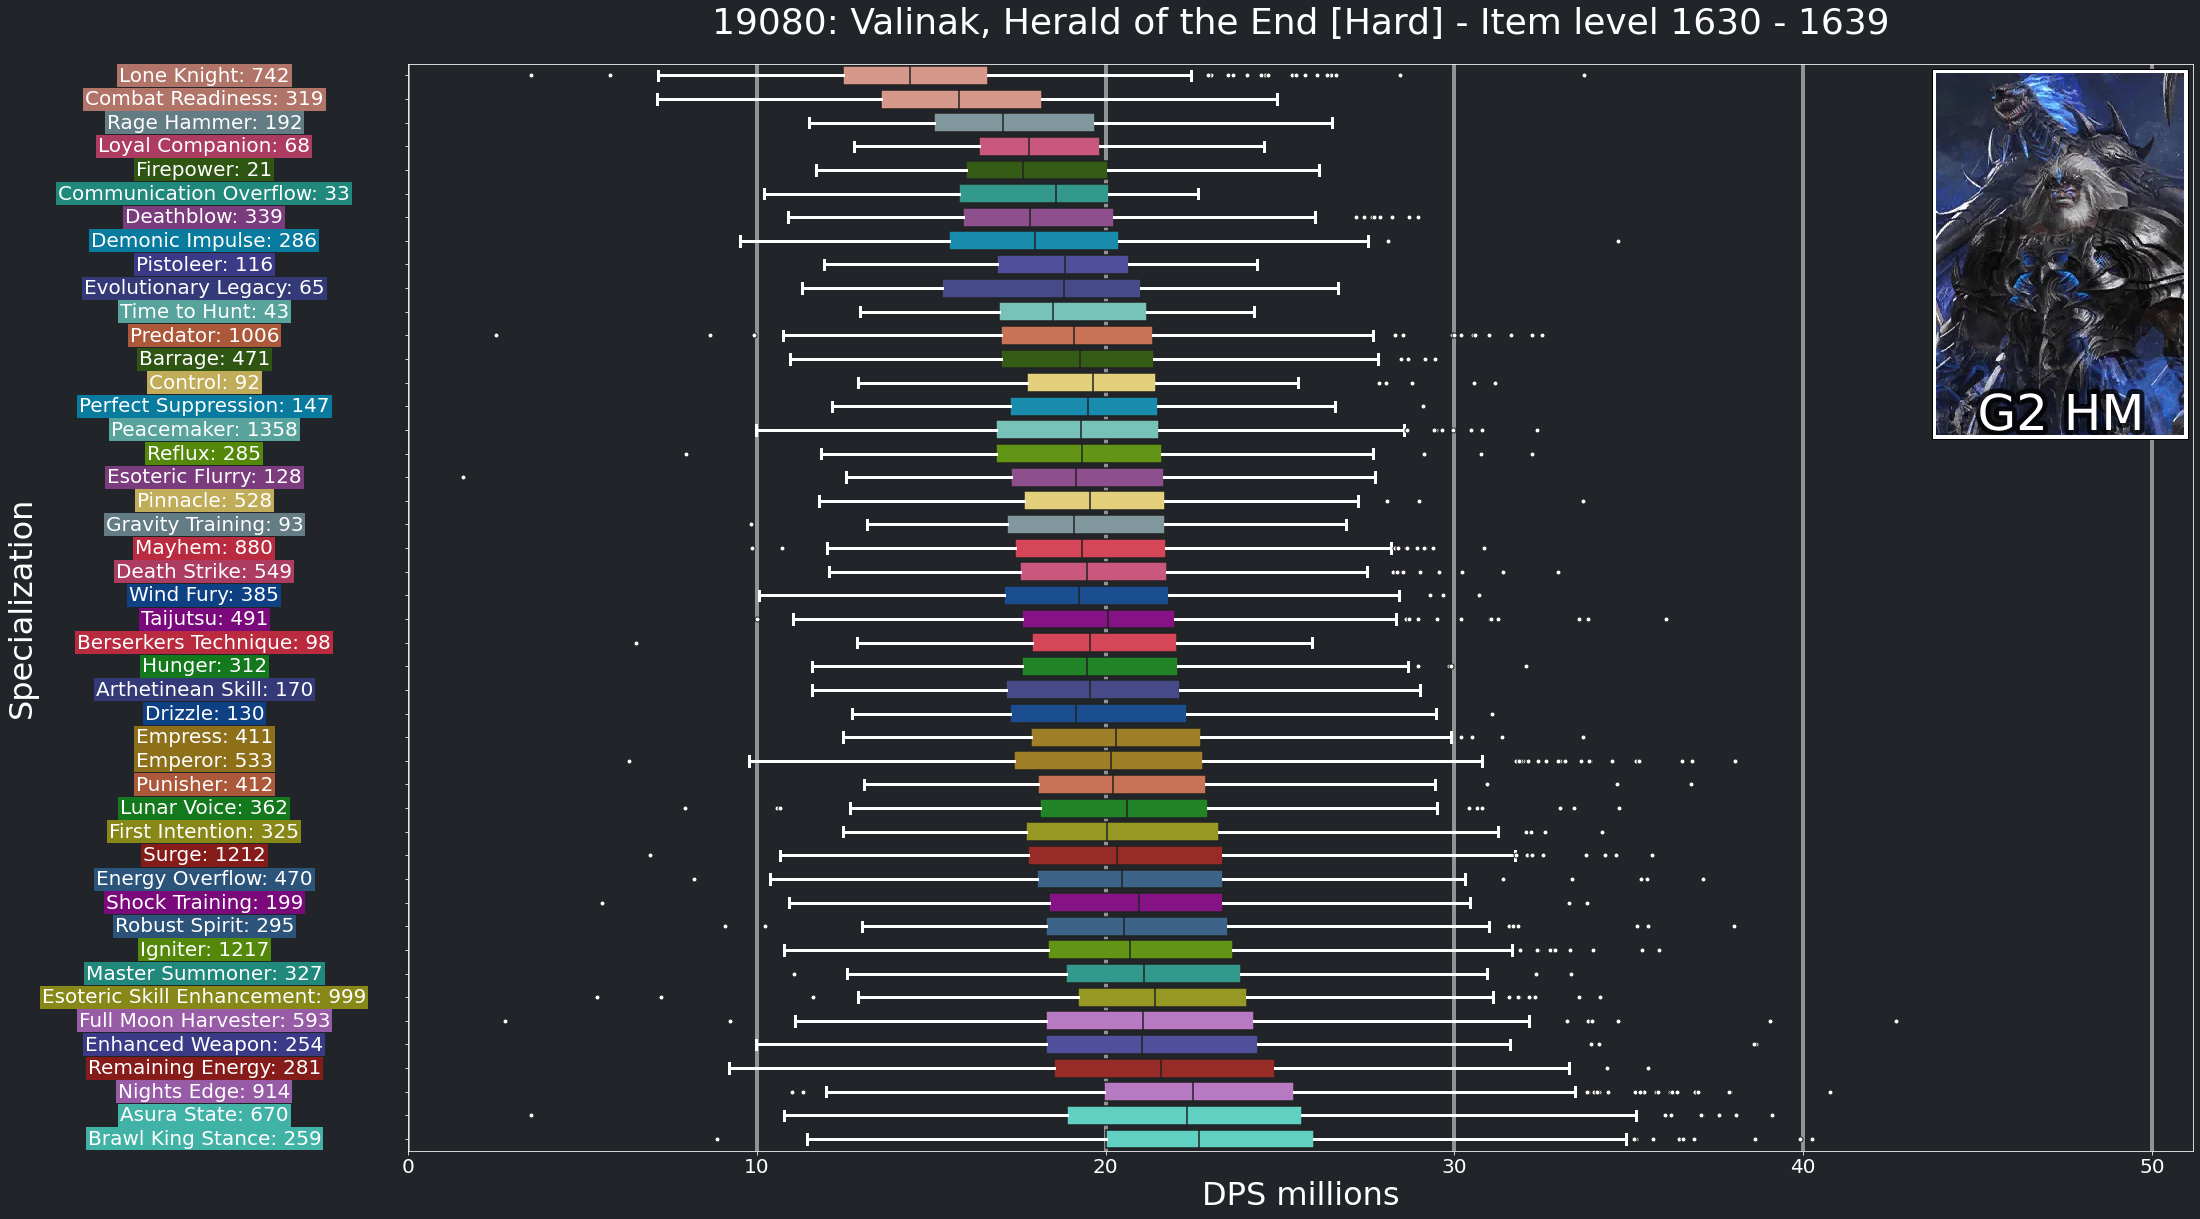 19080: Valinak, Herald of the End [Hard] - Item level 1630 - 1639
Lone Knight: 742
Combat Readiness: 319
Rage Hammer: 192
Loyal Companion: 68
Firepower: 21
Communication Overflow: 33
Deathblow: 339
Demonic Impulse: 286
Pistoleer: 116
Evolutionary Legacy: 65
Time to Hunt: 43
Predator: 1006
Barrage: 471
Control: 92
Perfect Suppression: 147
Peacemaker: 1358
Reflux: 285
Esoteric Flurry: 128
Pinnacle: 528
Gravity Training: 93
Mayhem: 880
Death Strike: 549
Wind Fury: 385
Taijutsu: 491
Berserkers Technique: 98
Hunger: 312
Arthetinean Skill: 170
Drizzle: 130
Empress: 411
Emperor: 533
Punisher: 412
Lunar Voice: 362
First Intention: 325
Surge: 1212
Energy Overflow: 470
Shock Training: 199
Robust Spirit: 295
Igniter: 1217
Master Summoner: 327
Esoteric Skill Enhancement: 999
Full Moon Harvester: 593
Enhanced Weapon: 254
Remaining Energy: 281
Nights Edge: 914
Asura State: 670
Brawl King Stance: 259
Specialization
G2 HM
0 10 20 30 40 50
DPS millions